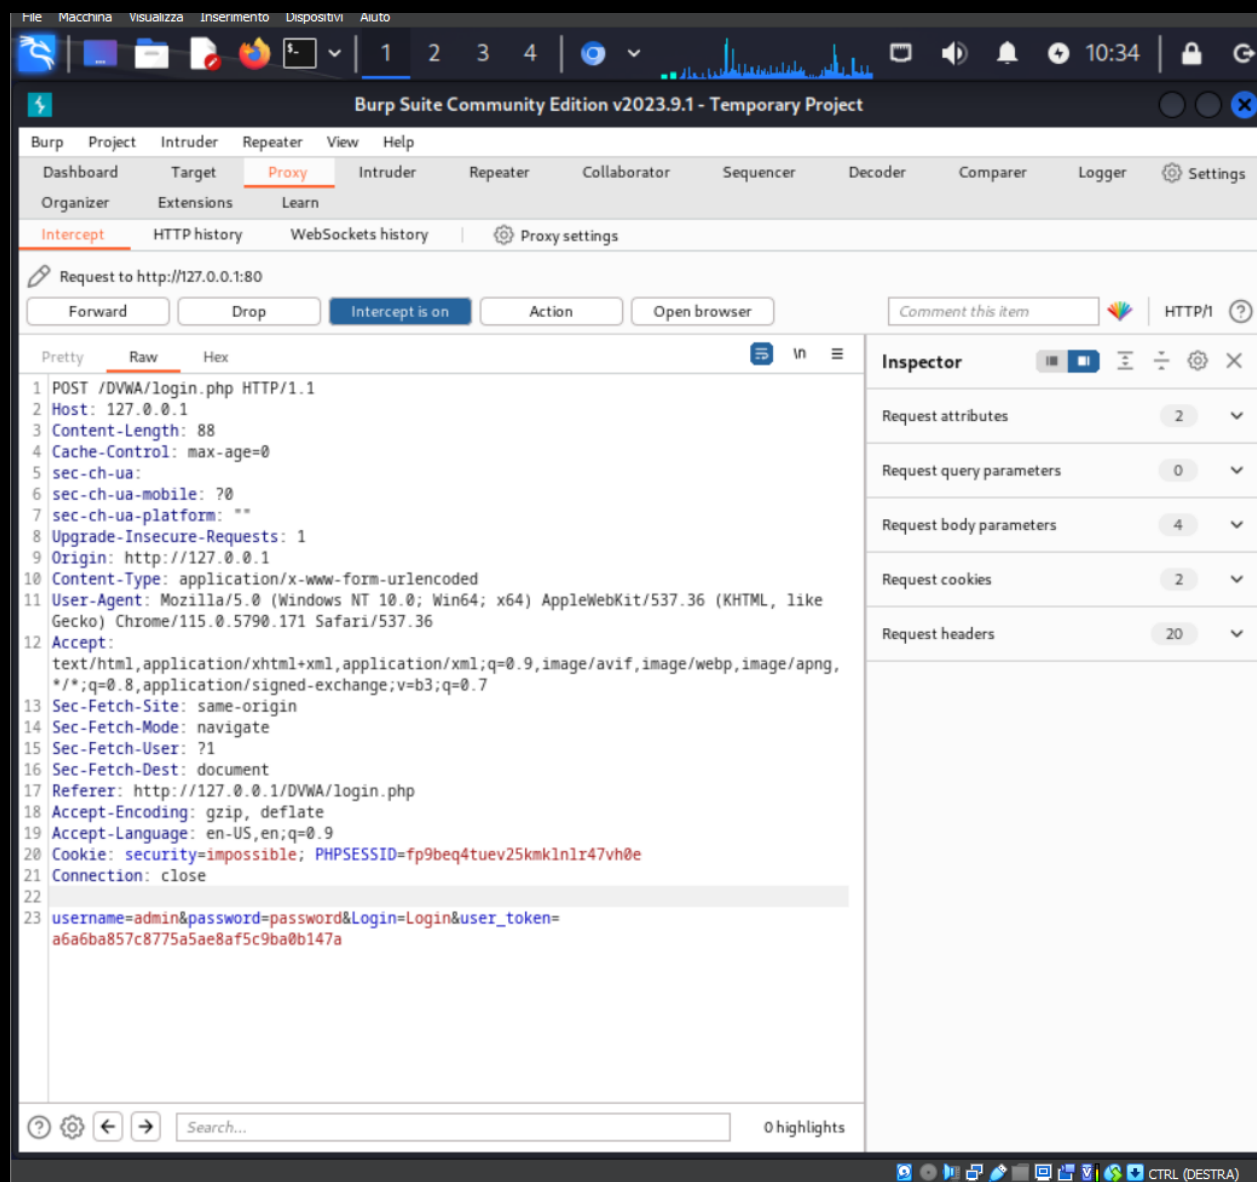 File Macchina Visualizza Inserimento Dispositivi Aiuto
1 2 3 4 10:34
Burp Suite Community Edition v2023.9.1 - Temporary Project
Burp Project Intruder Repeater View Help
Dashboard Target Proxy Intruder Repeater Collaborator Sequencer Decoder Comparer Logger Settings
Organizer Extensions Learn
Intercept HTTP history WebSockets history Proxy settings
Request to http://127.0.0.1:80
Forward Drop Intercept is on Action Open browser Comment this item HTTP/1
Pretty Raw Hex \n Inspector
1 POST /DVWA/login.php HTTP/1.1
2 Host: 127.0.0.1
3 Content-Length: 88
4 Cache-Control: max-age=0
5 sec-ch-ua:
6 sec-ch-ua-mobile: ?0
7 sec-ch-ua-platform: ""
8 Upgrade-Insecure-Requests: 1
9 Origin: http://127.0.0.1
10 Content-Type: application/x-www-form-urlencoded
11 User-Agent: Mozilla/5.0 (Windows NT 10.0; Win64; x64) AppleWebKit/537.36 (KHTML, like
Gecko) Chrome/115.0.5790.171 Safari/537.36
12 Accept:
text/html,application/xhtml+xml,application/xml;q=0.9,image/avif,image/webp,image/apng,
*/*;q=0.8,application/signed-exchange;v=b3;q=0.7
13 Sec-Fetch-Site: same-origin
14 Sec-Fetch-Mode: navigate
15 Sec-Fetch-User: ?1
16 Sec-Fetch-Dest: document
17 Referer: http://127.0.0.1/DVWA/login.php
18 Accept-Encoding: gzip, deflate
19 Accept-Language: en-US,en;q=0.9
20 Cookie: security=impossible; PHPSESSID=fp9beq4tuev25kmklnlr47vh0e
21 Connection: close
22
23 username=admin&password=password&Login=Login&user_token=
a6a6ba857c8775a5ae8af5c9ba0b147a
Request attributes 2
Request query parameters 0
Request body parameters 4
Request cookies 2
Request headers 20
Search... 0 highlights
CTRL (DESTRA)